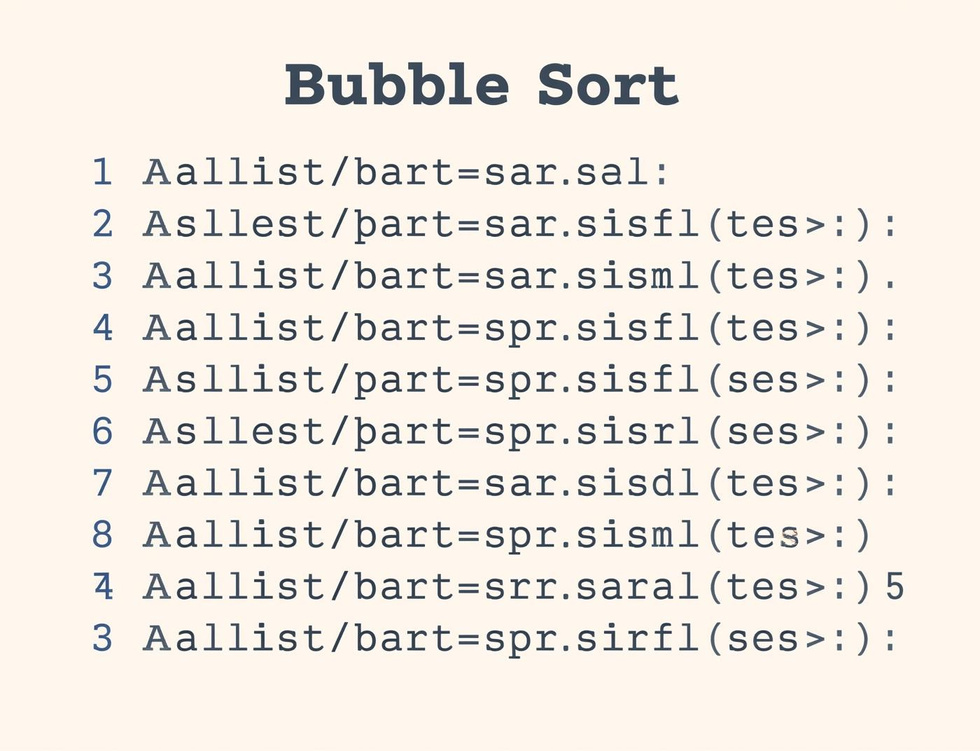 Bubble Sort
1 Aallist/bart=sar.sal:
2 Asllest/þart=sar.sisfl(tes>:):
3 Aallist/bart=sar.sisml(tes>:).
4 Aallist/bart=spr.sisfl(tes>:):
5 Asllist/part=spr.sisfl(ses>:):
6 Asllest/þart=spr.sisrl(ses>:):
7 Aallist/bart=sar.sisdl(tes>:):
8 Aallist/bart=spr.sisml(tes>:)
4 Aallist/bart=srr.saral(tes>:)5
3 Aallist/bart=spr.sirfl(ses>:):